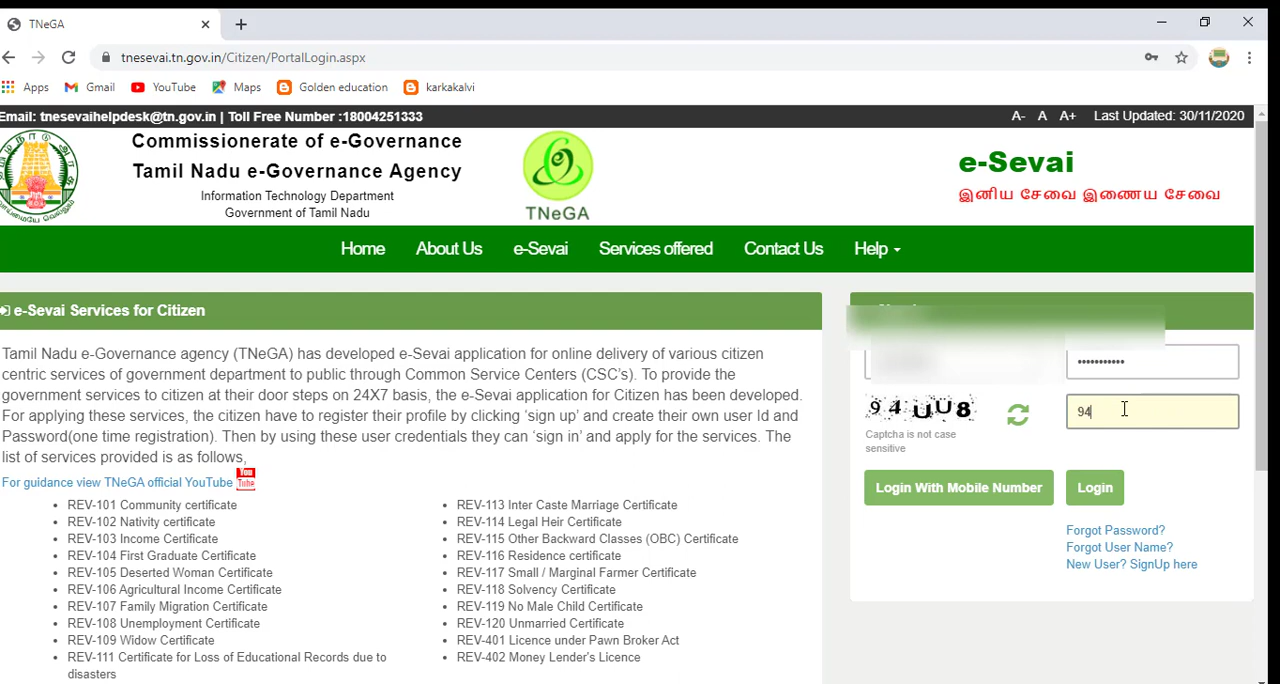 TNeGA
tnesevai.tn.gov.in/Citizen/PortalLogin.aspx
Apps Gmail YouTube Maps Golden education karkakalvi
Email: tnesevaihelpdesk@tn.gov.in | Toll Free Number :18004251333
A- A A+ Last Updated: 30/11/2020
Commissionerate of e-Governance
Tamil Nadu e-Governance Agency
Information Technology Department
Government of Tamil Nadu
TNeGA
e-Sevai
இனிய சேவை இணைய சேவை
Home About Us e-Sevai Services offered Contact Us Help
e-Sevai Services for Citizen
Tamil Nadu e-Governance agency (TNeGA) has developed e-Sevai application for online delivery of various citizen
centric services of government department to public through Common Service Centers (CSC's). To provide the
government services to citizen at their door steps on 24X7 basis, the e-Sevai application for Citizen has been developed.
For applying these services, the citizen have to register their profile by clicking 'sign up' and create their own user Id and
Password(one time registration). Then by using these user credentials they can 'sign in' and apply for the services. The
list of services provided is as follows,
For guidance view TNeGA official YouTube You Tube
REV-101 Community certificate
REV-102 Nativity certificate
REV-103 Income Certificate
REV-104 First Graduate Certificate
REV-105 Deserted Woman Certificate
REV-106 Agricultural Income Certificate
REV-107 Family Migration Certificate
REV-108 Unemployment Certificate
REV-109 Widow Certificate
REV-111 Certificate for Loss of Educational Records due to
disasters
REV-113 Inter Caste Marriage Certificate
REV-114 Legal Heir Certificate
REV-115 Other Backward Classes (OBC) Certificate
REV-116 Residence certificate
REV-117 Small / Marginal Farmer Certificate
REV-118 Solvency Certificate
REV-119 No Male Child Certificate
REV-120 Unmarried Certificate
REV-401 Licence under Pawn Broker Act
REV-402 Money Lender's Licence
•••••••••••
94UU8
94
Captcha is not case
sensitive
Login With Mobile Number Login
Forgot Password?
Forgot User Name?
New User? SignUp here